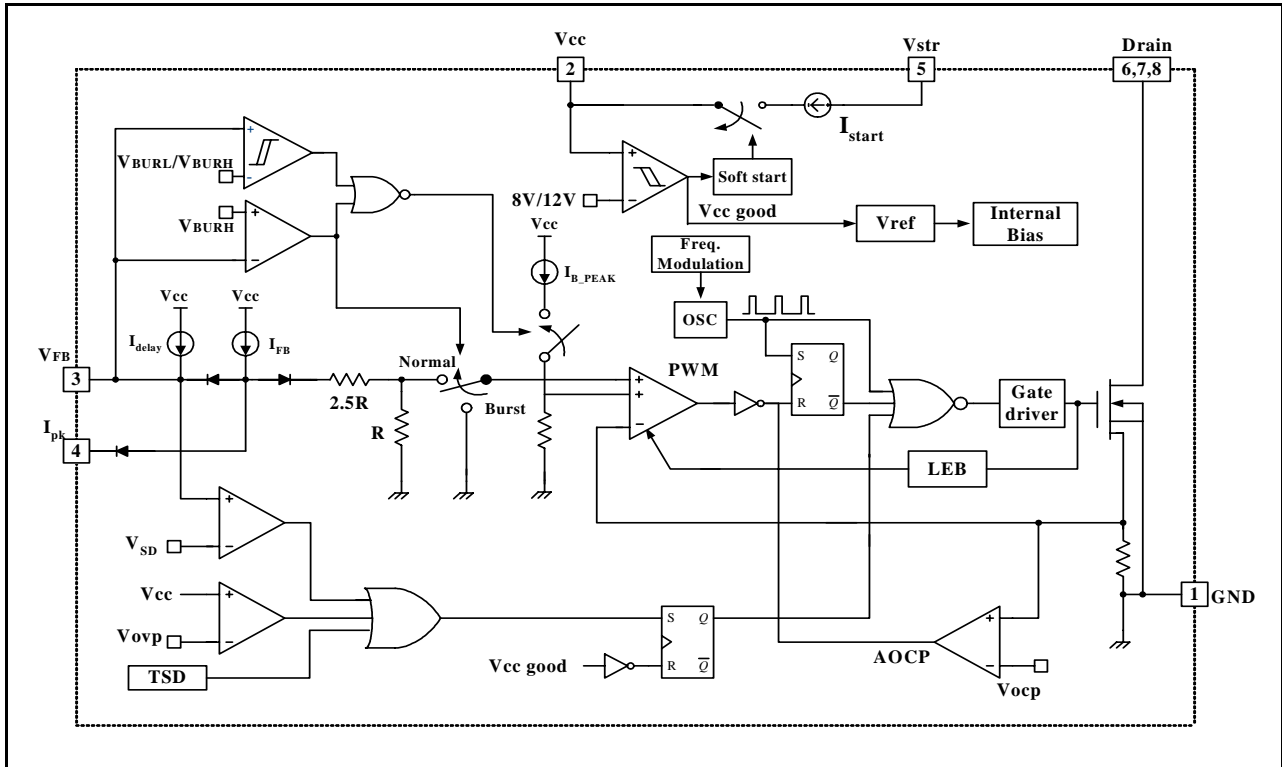 Vcc
Vstr
Drain
2
5
6,7,8
I start
+
-
VBURL/VBURH
+
−
VBURH
+
−
8V/12V
Soft start
Vcc good
Vref
Internal
Bias
Vcc
IB_PEAK
Freq.
Modulation
OSC
Vcc
Vcc
Idelay
IFB
VFB
3
Normal
2.5R
Burst
R
PWM
+
+
−
S
Q
R
Q
Gate
driver
LEB
Ipk
4
VSD
+
−
Vcc
Vovp
+
−
TSD
Vcc good
S
Q
R
Q
AOCP
+
−
Vocp
1
GND